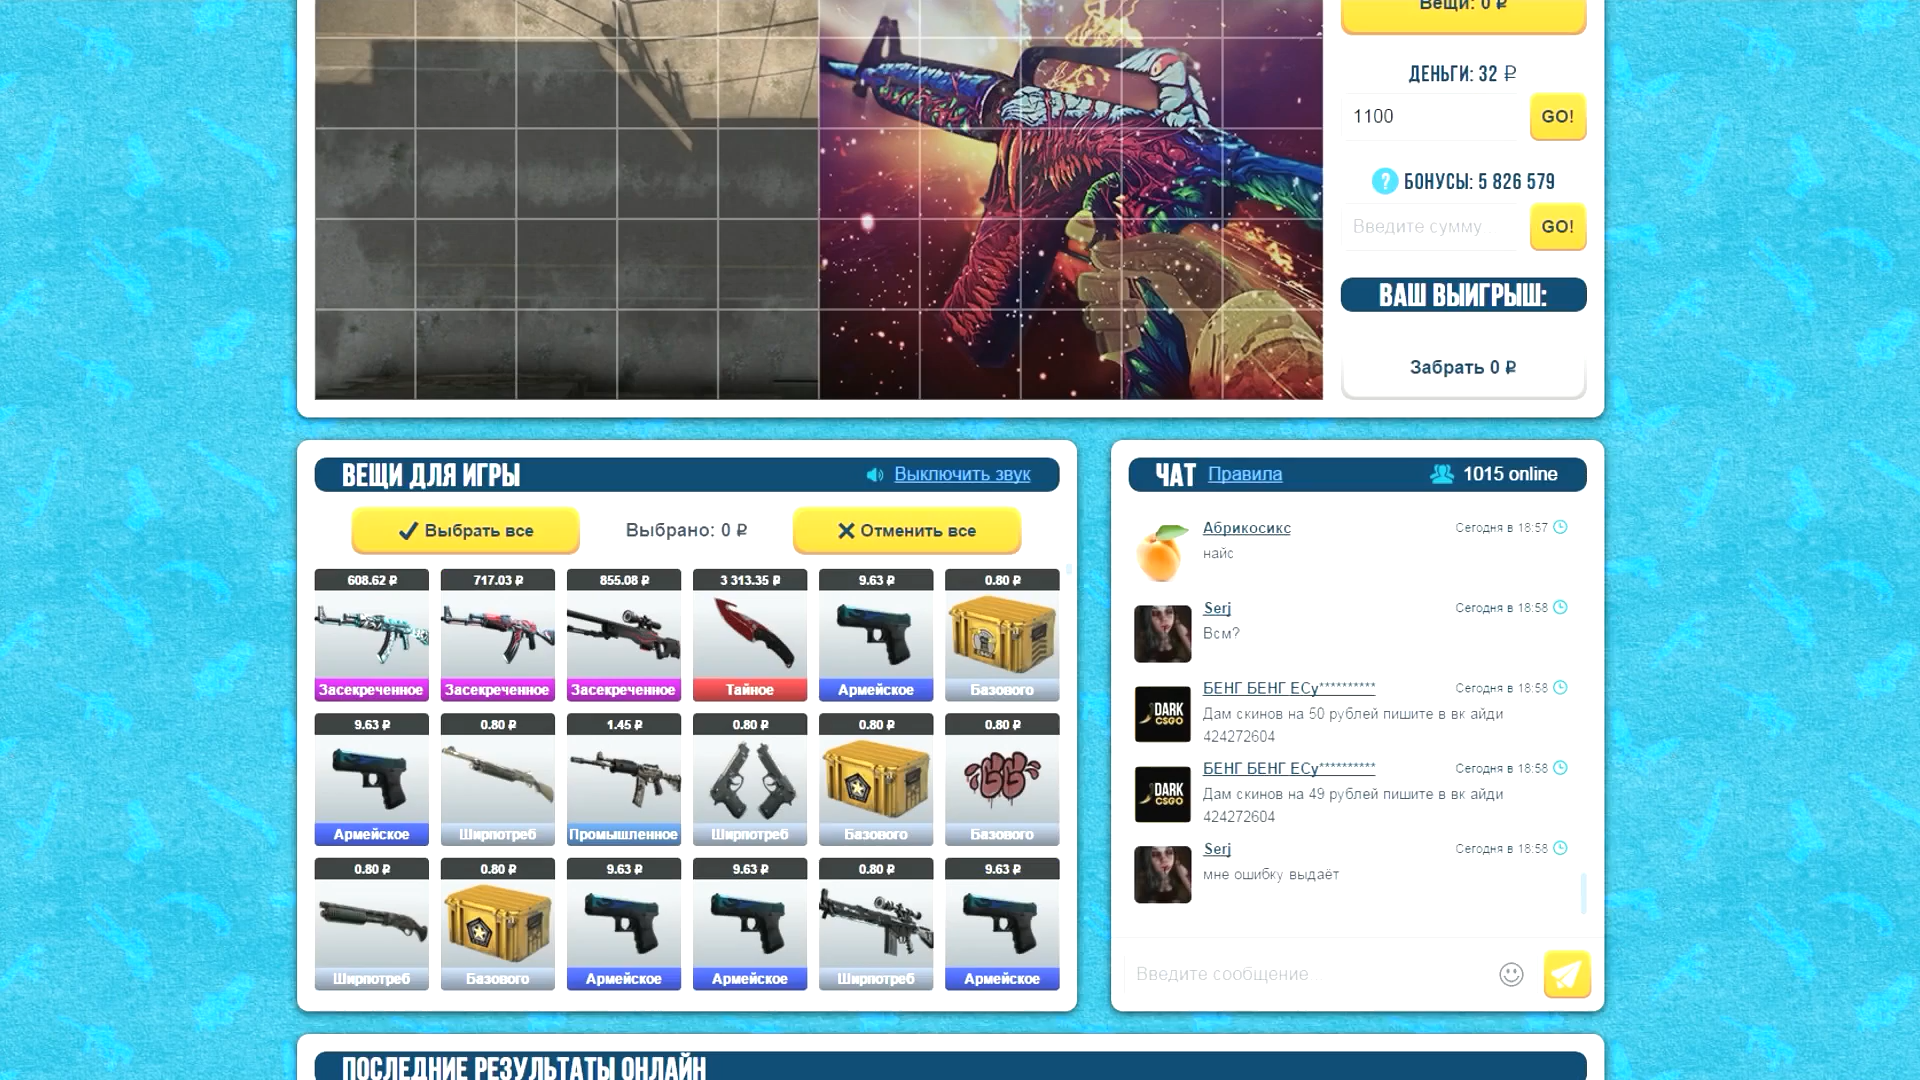 Вещи: 0 ₽
ДЕНЬГИ: 32 ₽
1100
GO!
? БОНУСЫ: 5 826 579
Введите сумму ..
GO!
ВАШ ВЫИГРЫШ:
Забрать 0 ₽
ВЕЩИ ДЛЯ ИГРЫ
Выключить звук
Выбрать все
Выбрано: 0 ₽
Отменить все
608.62 ₽
717.03 ₽
855.08 ₽
3 313.35 ₽
9.63 ₽
0.80 ₽
Засекреченное
Засекреченное
Засекреченное
Тайное
Армейское
Базового
9.63 ₽
0.80 ₽
1.45 ₽
0.80 ₽
0.80 ₽
0.80 ₽
GG
Армейское
Ширпотреб
Промышленное
Ширпотреб
Базового
Базового
0.80 ₽
0.80 ₽
9.63 ₽
9.63 ₽
0.80 ₽
9.63 ₽
Ширпотреб
Базового
Армейское
Армейское
Ширпотреб
Армейское
ЧАТ
Правила
1015 online
Абрикосикс
Сегодня в 18:57
найс
Serj
Сегодня в 18:58
Всм?
DARK
CSGO
БЕНГ БЕНГ ЕСу**********
Сегодня в 18:58
Дам скинов на 50 рублей пишите в вк айди
424272604
DARK
CSGO
БЕНГ БЕНГ ЕСу**********
Сегодня в 18:58
Дам скинов на 49 рублей пишите в вк айди
424272604
Serj
Сегодня в 18:58
мне ошибку выдаёт
Введите сообщение
ПОСЛЕДНИЕ РЕЗУЛЬТАТЫ ОНЛАЙН